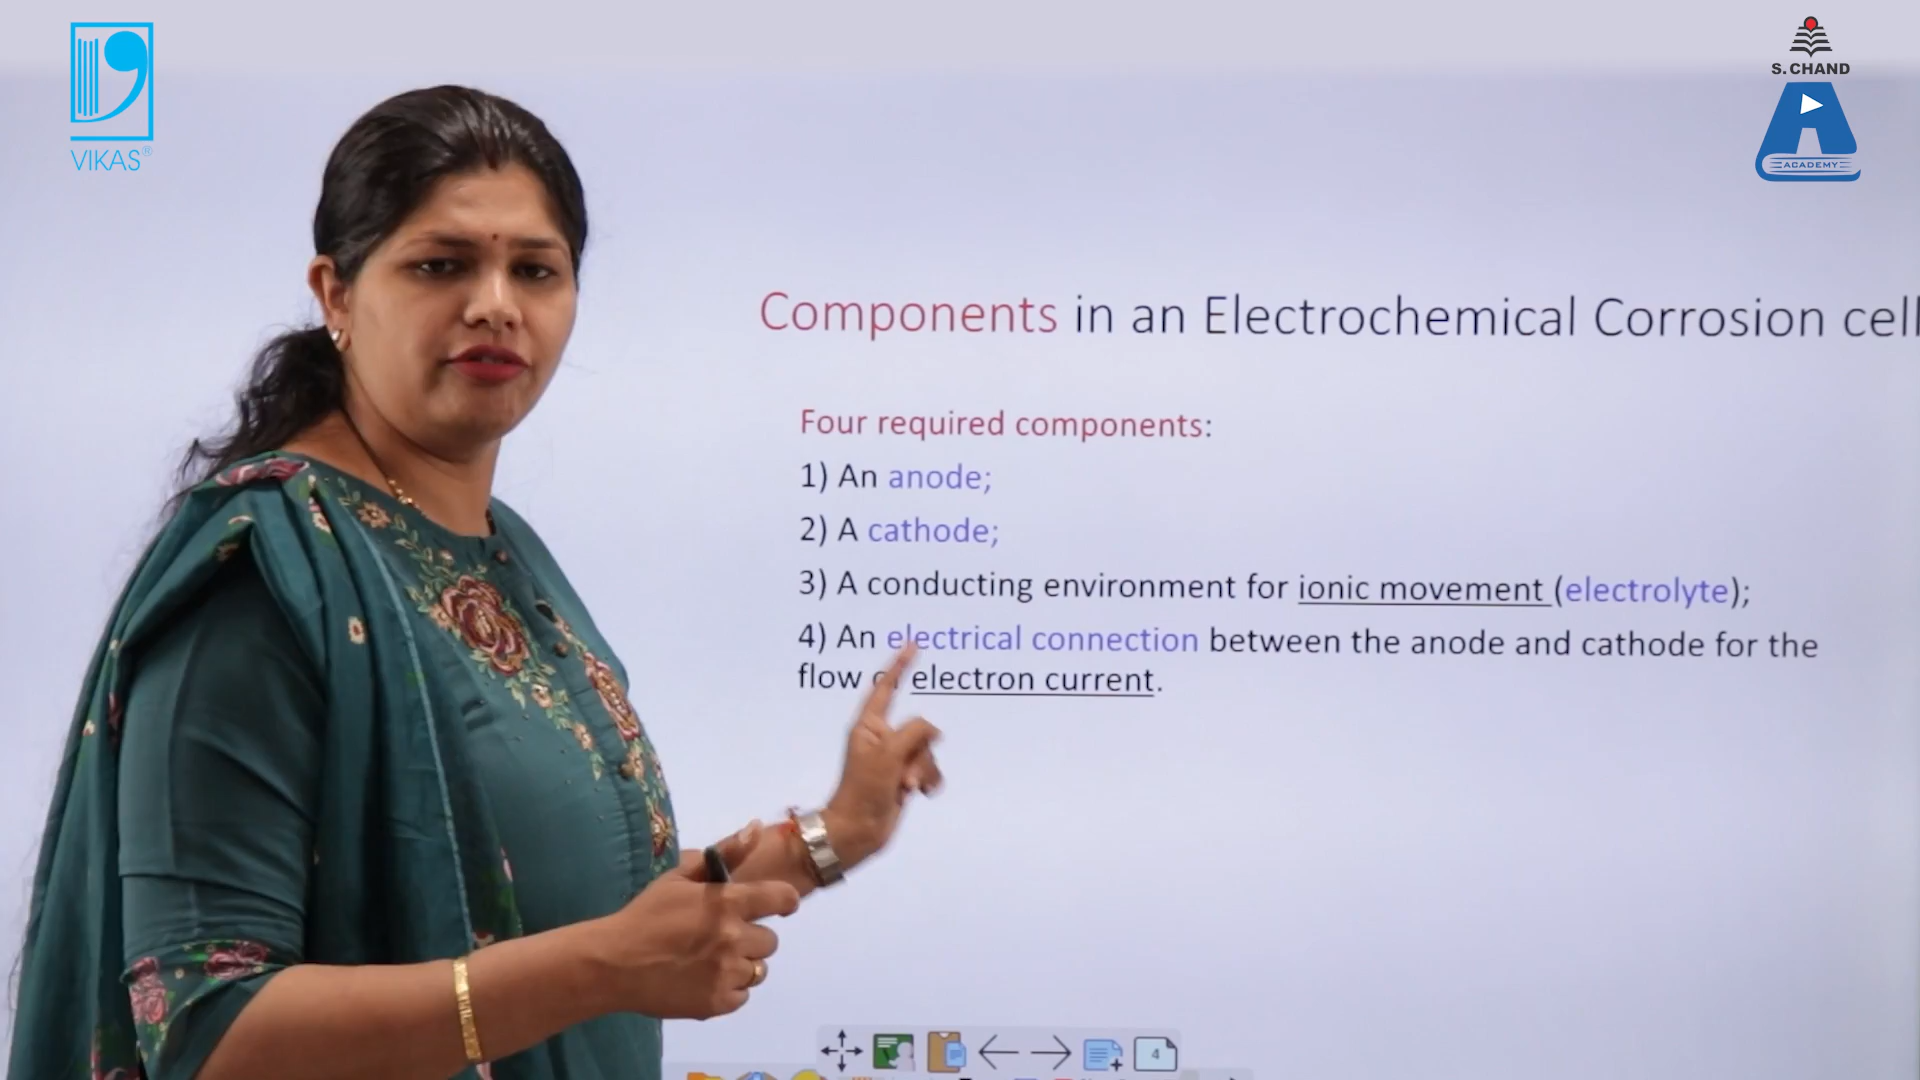 VIKAS®
S. CHAND
ACADEMY
Components in an Electrochemical Corrosion cell
Four required components:
1) An anode;
2) A cathode;
3) A conducting environment for ionic movement (electrolyte);
4) An electrical connection between the anode and cathode for the
flow of electron current.
4